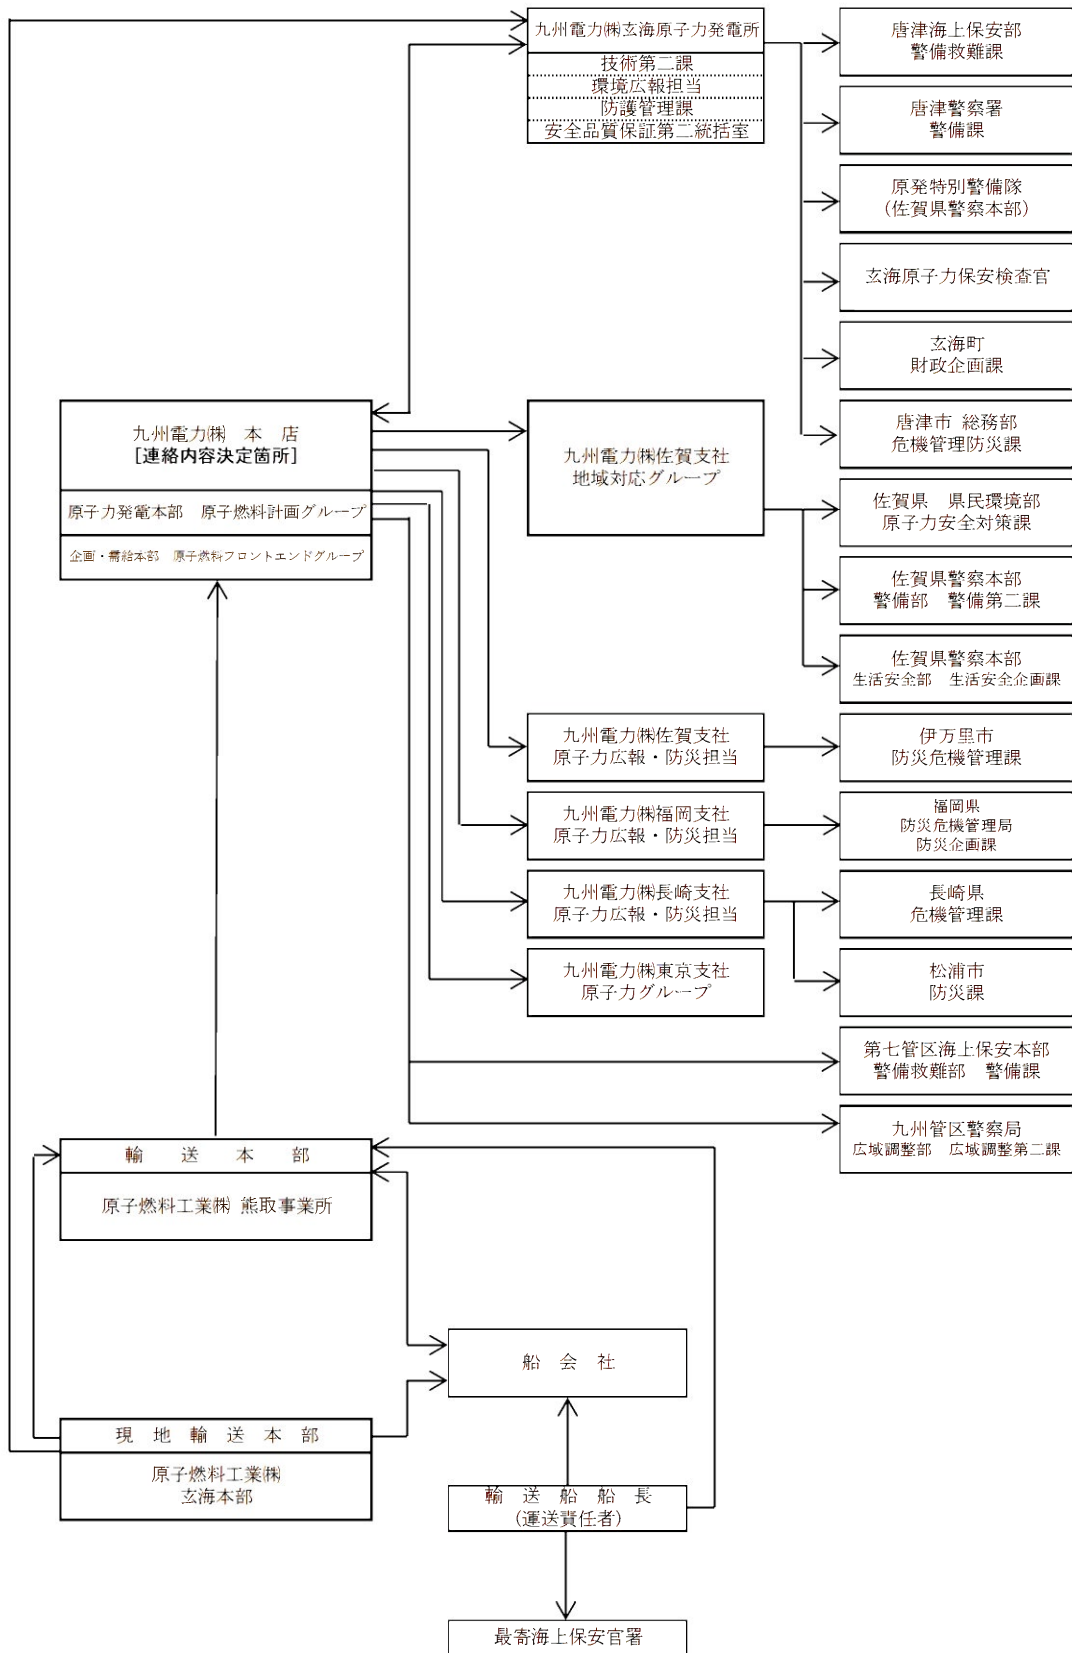 九州電力㈱玄海原子力発電所
技術第二課
環境広報担当
防護管理課
安全品質保証第二統括室
唐津海上保安部
警備救難課
唐津警察署
警備課
原発特別警備隊
(佐賀県警察本部)
玄海原子力保安検査官
玄海町
財政企画課
唐津市 総務部
危機管理防災課
九州電力㈱ 本 店
[連絡内容決定箇所]
原子力発電本部 原子燃料計画グループ
企画・需給本部 原子燃料フロントエンドグループ
九州電力㈱佐賀支社
地域対応グループ
佐賀県 県民環境部
原子力安全対策課
佐賀県警察本部
警備部 警備第二課
佐賀県警察本部
生活安全部 生活安全企画課
九州電力㈱佐賀支社
原子力広報・防災担当
伊万里市
防災危機管理課
九州電力㈱福岡支社
原子力広報・防災担当
福岡県
防災危機管理局
防災企画課
九州電力㈱長崎支社
原子力広報・防災担当
長崎県
危機管理課
九州電力㈱東京支社
原子力グループ
松浦市
防災課
第七管区海上保安本部
警備救難部 警備課
九州管区警察局
広域調整部 広域調整第二課
輸 送 本 部
原子燃料工業㈱ 熊取事業所
船 会 社
現 地 輸 送 本 部
原子燃料工業㈱
玄海本部
輸 送 船 船 長
(運送責任者)
最寄海上保安官署